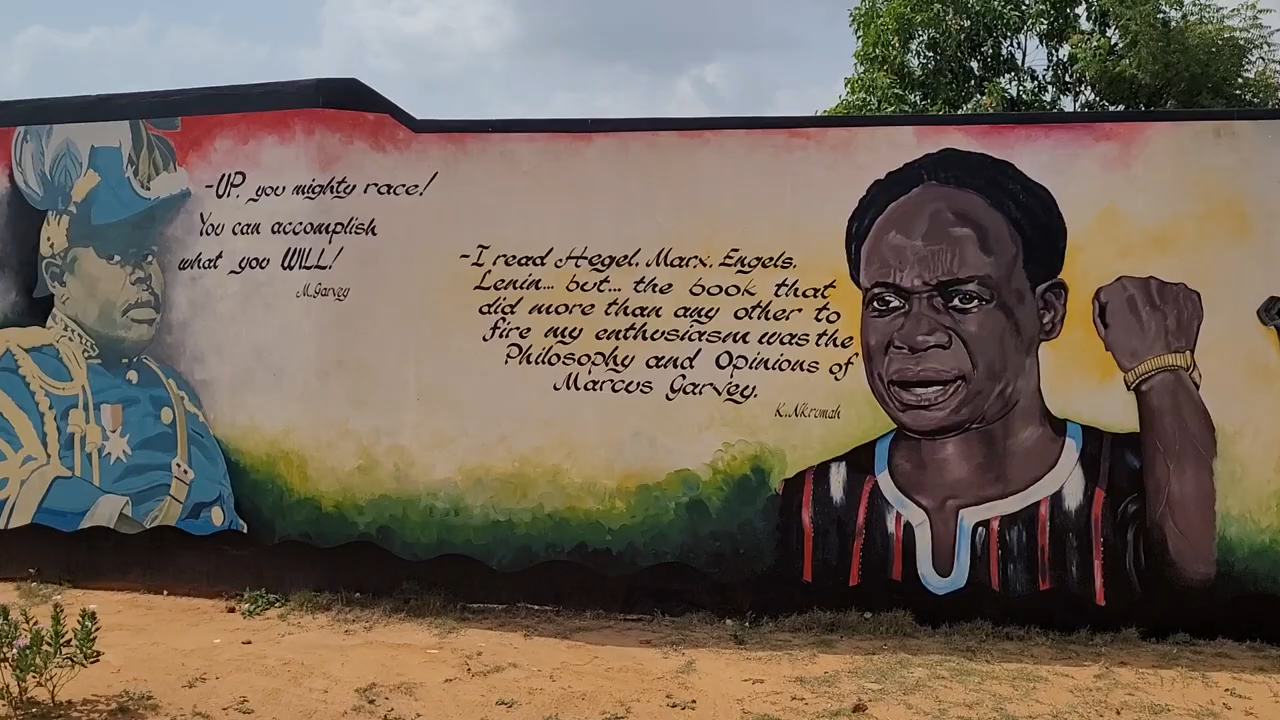 -UP, you mighty race!
You can accomplish
what you WILL!
M. Garvey
-I read Hegel, Marx, Engels,
Lenin... but... the book that
did more than any other to
fire my enthusiasm was the
Philosophy and Opinions of
Marcus Garvey.
K. Nkrumah